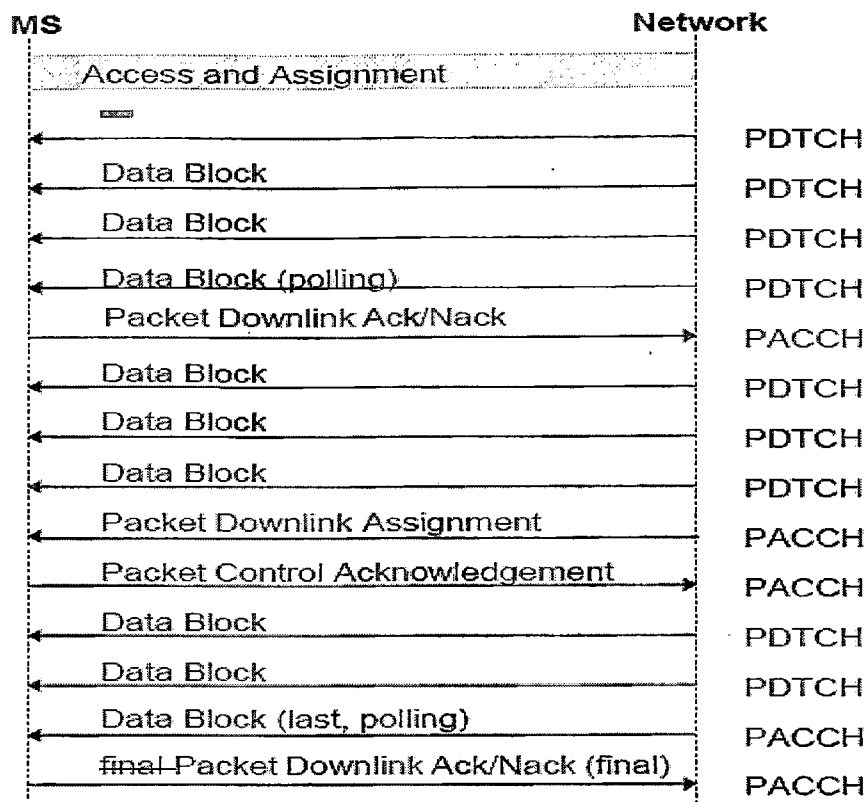 MS Network
Access and Assignment
PDTCH
Data Block PDTCH
Data Block PDTCH
Data Block (polling) PDTCH
Packet Downlink Ack/Nack PACCH
Data Block PDTCH
Data Block PDTCH
Data Block PDTCH
Packet Downlink Assignment PACCH
Packet Control Acknowledgement PACCH
Data Block PDTCH
Data Block PDTCH
Data Block (last, polling) PACCH
final Packet Downlink Ack/Nack (final) PACCH